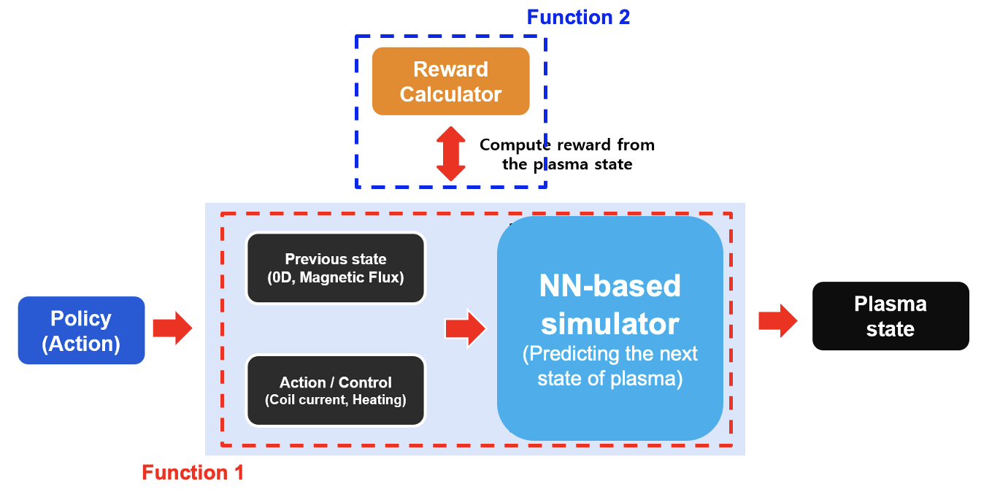 Function 2
Reward
Calculator
Compute reward from
the plasma state
Previous state
(0D, Magnetic Flux)
NN-based
simulator
(Predicting the next
state of plasma)
Policy
(Action)
Plasma
state
Action / Control
(Coil current, Heating)
Function 1